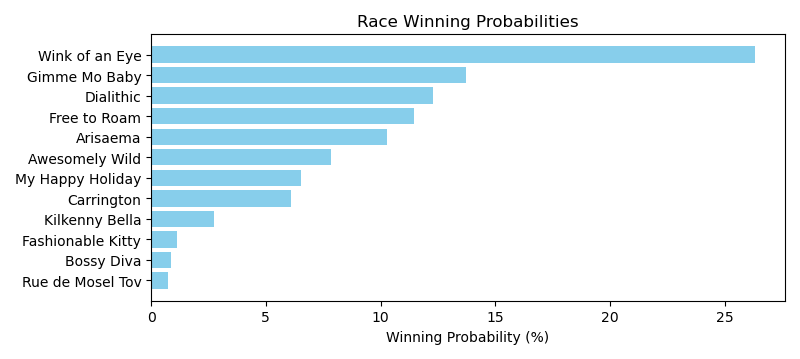 Race Winning Probabilities
Wink of an Eye
Gimme Mo Baby
Dialithic
Free to Roam
Arisaema
Awesomely Wild
My Happy Holiday
Carrington
Kilkenny Bella
Fashionable Kitty
Bossy Diva
Rue de Mosel Tov
0 5 10 15 20 25
Winning Probability (%)